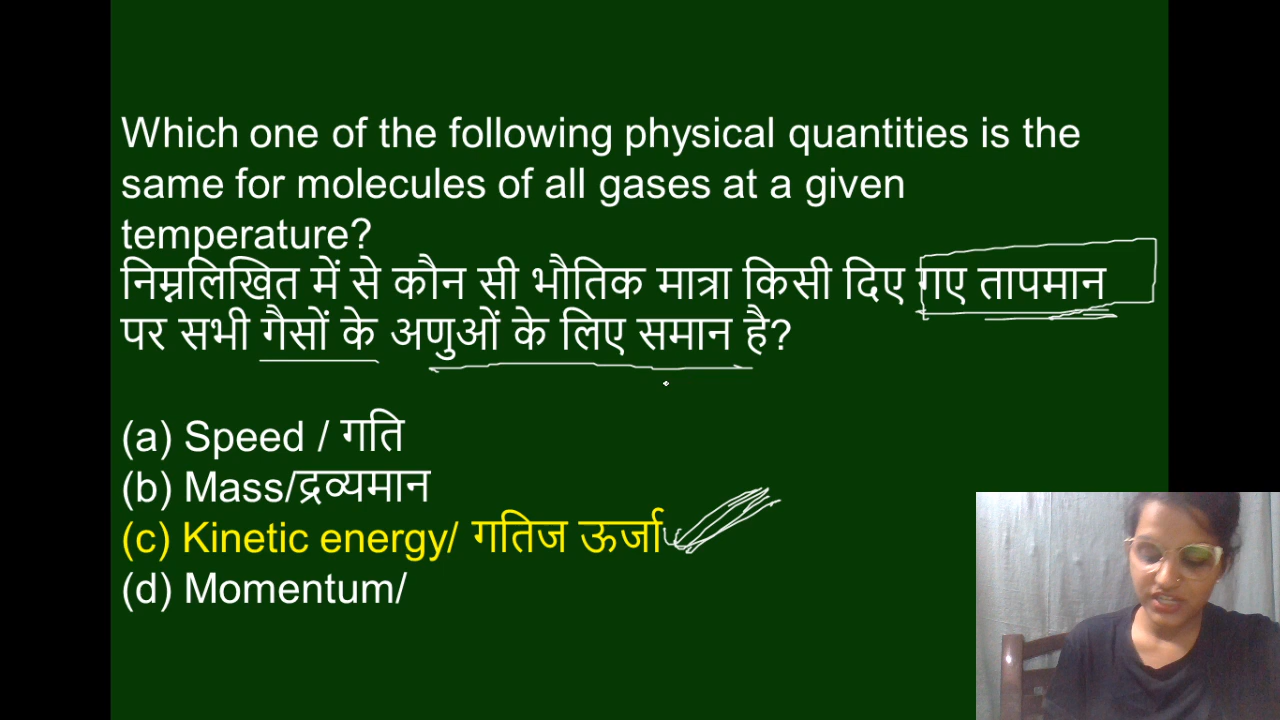 Which one of the following physical quantities is the
same for molecules of all gases at a given
temperature?
निम्नलिखित में से कौन सी भौतिक मात्रा किसी दिए गए तापमान
पर सभी गैसों के अणुओं के लिए समान है?
(a) Speed / गति
(b) Mass/द्रव्यमान
(c) Kinetic energy/ गतिज ऊर्जा
(d) Momentum/